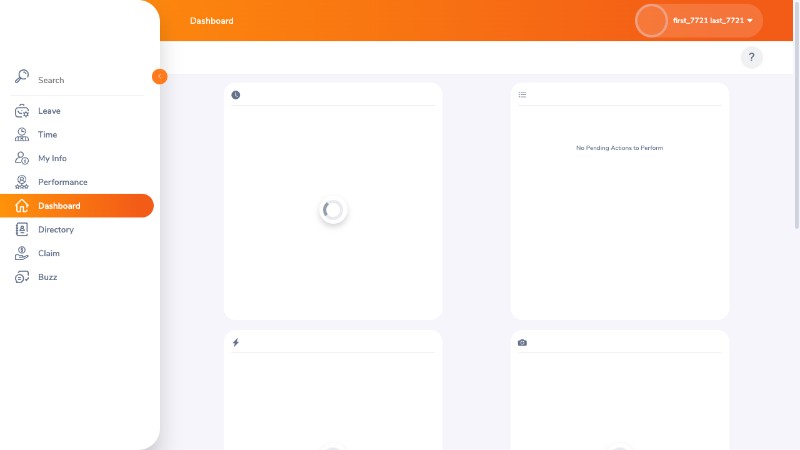 Dashboard
first_7721 last_7721
?
Search
Leave
Time
My Info
Performance
Dashboard
Directory
Claim
Buzz
No Pending Actions to Perform